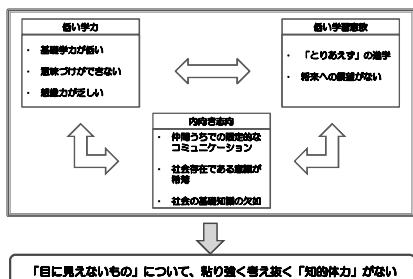 低い学力
・ 基礎学力が低い
・ 意味づけができない
・ 想像力が乏しい
低い学習意欲
・ 「とりあえず」の進学
・ 将来への展望がない
内向き志向
・ 仲間うちでの限定的な
コミュニケーション
・ 社会存在である意識が
希薄
・ 社会の基礎知識の欠如
「目に見えないもの」について、粘り強く考え抜く「知的体力」がない